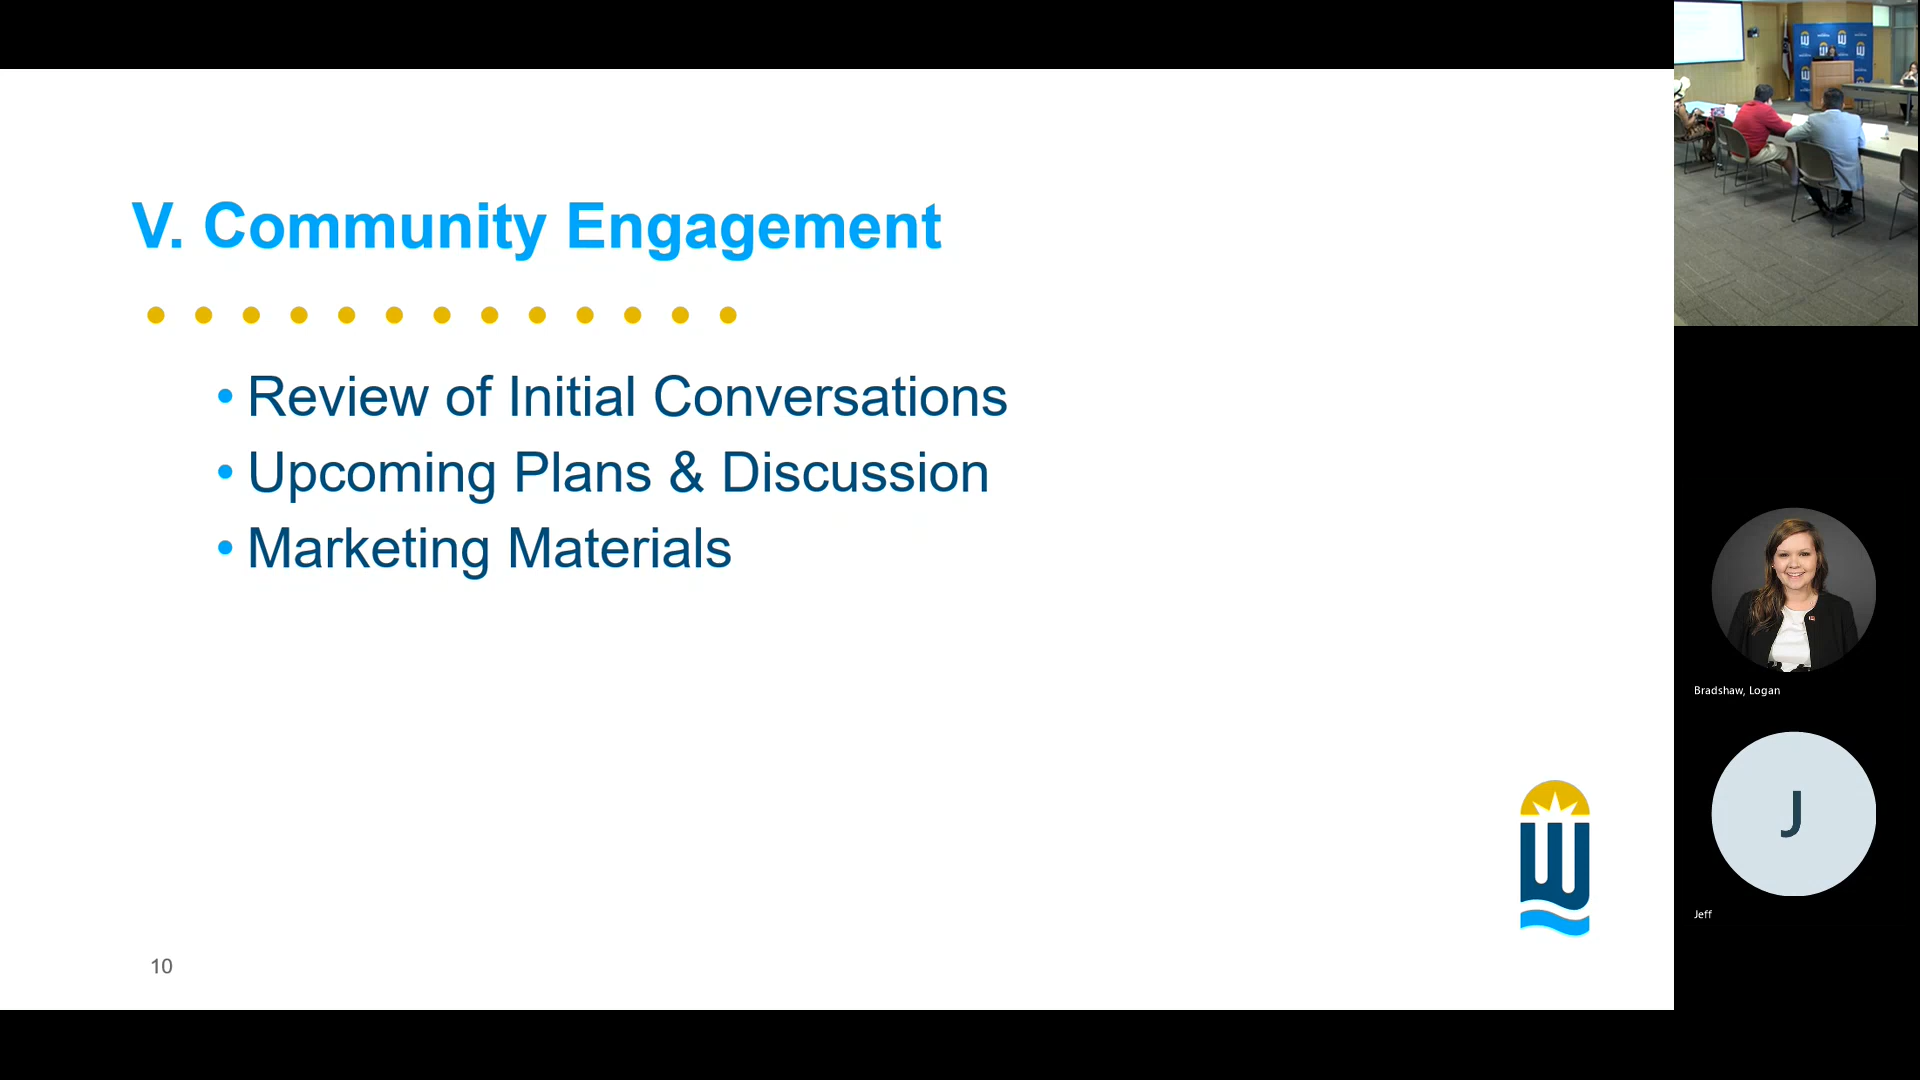 V. Community Engagement
• Review of Initial Conversations
• Upcoming Plans & Discussion
• Marketing Materials
10
Bradshaw, Logan
J
Jeff